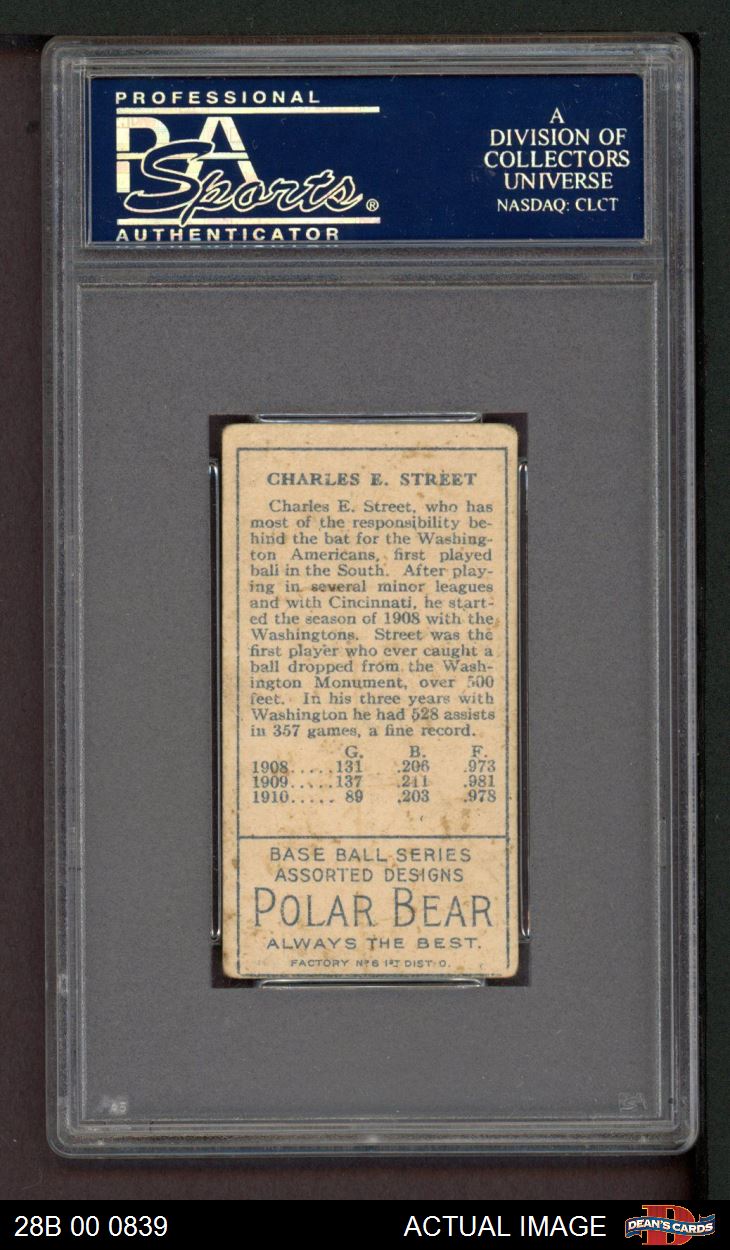 PROFESSIONAL
PSA
Sports®
AUTHENTICATOR
A
DIVISION OF
COLLECTORS
UNIVERSE
NASDAQ: CLCT
CHARLES E. STREET
Charles E. Street, who has
most of the responsibility be-
hind the bat for the Washing-
ton Americans, first played
ball in the South. After play-
ing in several minor leagues
and with Cincinnati, he start-
ed the season of 1908 with the
Washingtons. Street was the
first player who ever caught a
ball dropped from the Wash-
ington Monument, over 500
feet. In his three years with
Washington he had 528 assists
in 357 games, a fine record.
G. B. F.
1908.....131 .206 .973
1909.....137 .211 .981
1910..... 89 .203 .978
BASE BALL SERIES
ASSORTED DESIGNS
POLAR BEAR
ALWAYS THE BEST.
FACTORY Nº 6 1ST DIST. O.
28B 00 0839
ACTUAL IMAGE
DEAN'S CARDS